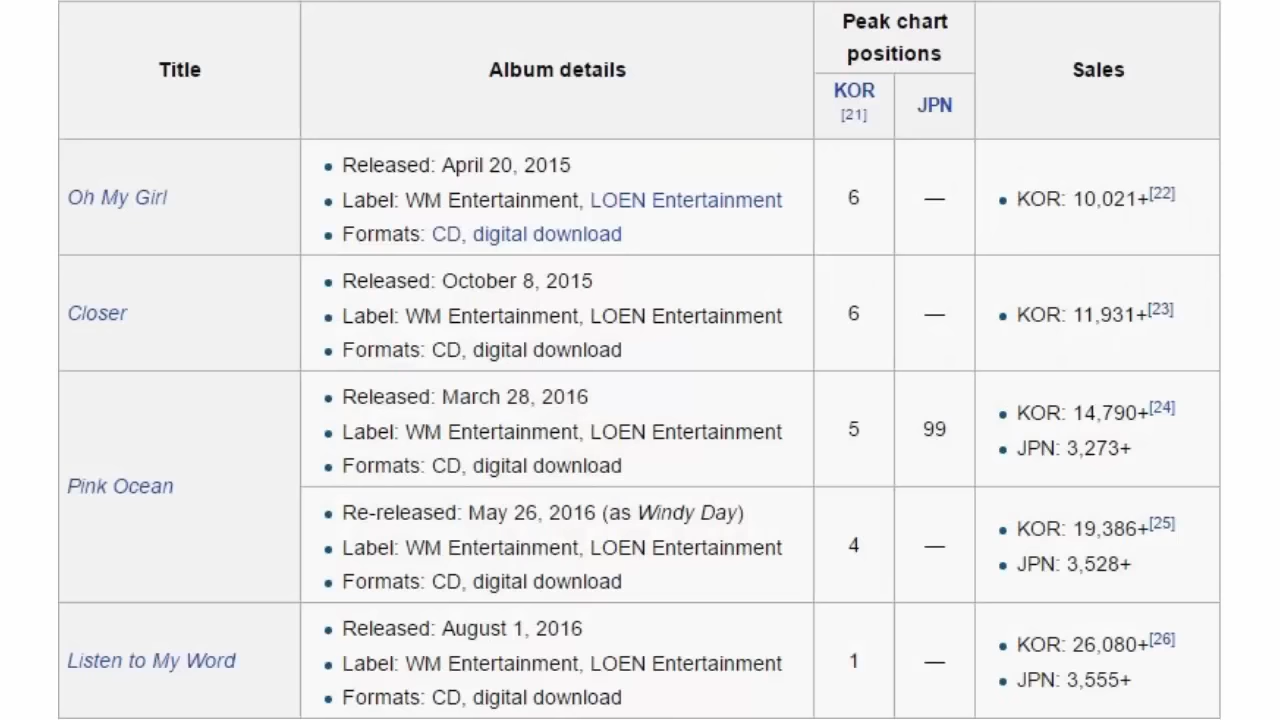 Title
Album details
Peak chart
positions
Sales
KOR
[21]
JPN
Oh My Girl
• Released: April 20, 2015
• Label: WM Entertainment, LOEN Entertainment
• Formats: CD, digital download
6
—
• KOR: 10,021+[22]
Closer
• Released: October 8, 2015
• Label: WM Entertainment, LOEN Entertainment
• Formats: CD, digital download
6
—
• KOR: 11,931+[23]
Pink Ocean
• Released: March 28, 2016
• Label: WM Entertainment, LOEN Entertainment
• Formats: CD, digital download
5
99
• KOR: 14,790+[24]
• JPN: 3,273+
• Re-released: May 26, 2016 (as Windy Day)
• Label: WM Entertainment, LOEN Entertainment
• Formats: CD, digital download
4
—
• KOR: 19,386+[25]
• JPN: 3,528+
Listen to My Word
• Released: August 1, 2016
• Label: WM Entertainment, LOEN Entertainment
• Formats: CD, digital download
1
—
• KOR: 26,080+[26]
• JPN: 3,555+